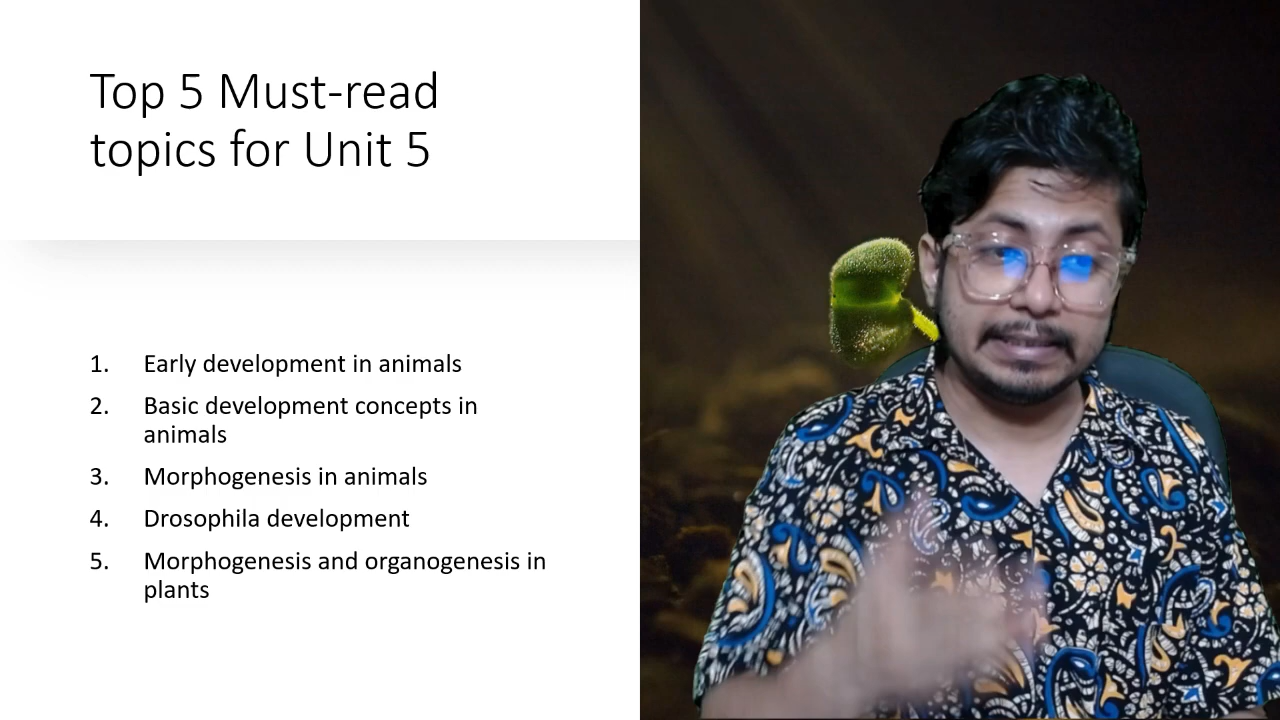 Top 5 Must-read
topics for Unit 5
1. Early development in animals
2. Basic development concepts in
animals
3. Morphogenesis in animals
4. Drosophila development
5. Morphogenesis and organogenesis in
plants